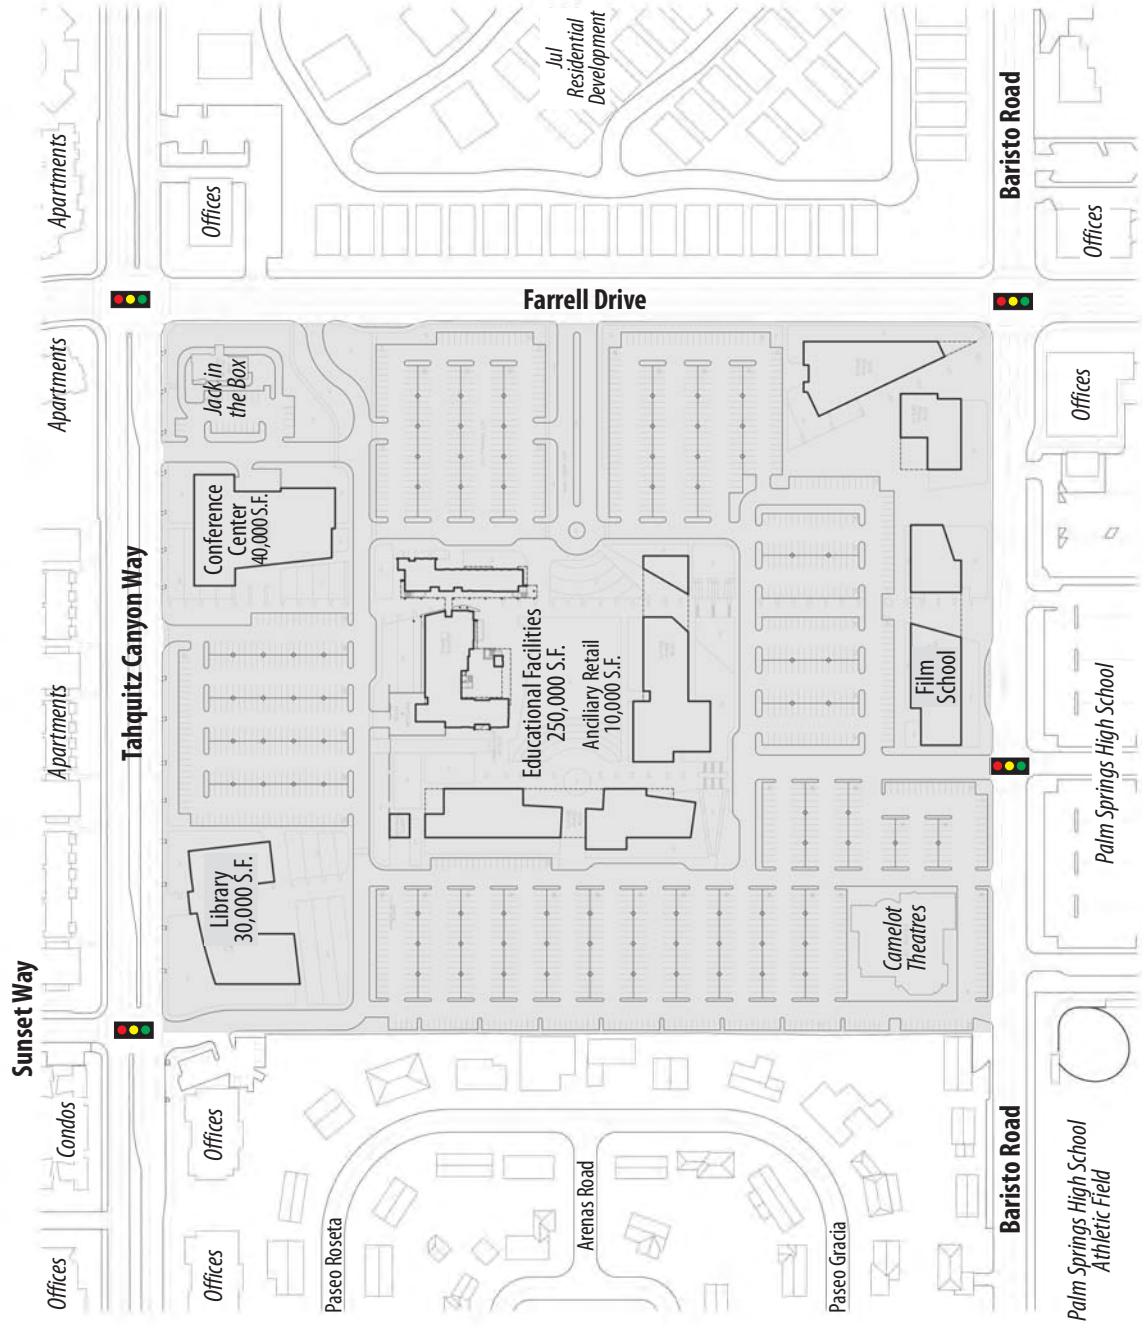 Jul
Residential
Development
Apartments
Offices
Baristo Road
Offices
Farrell Drive
Apartments
Jack in
the Box
Offices
Conference
Center
40,000 S.F.
Tahquitz Canyon Way
Apartments
Educational Facilities
250,000 S.F.
Ancillary Retail
10,000 S.F.
Film
School
Palm Springs High School
Library
30,000 S.F.
Camelot
Theatres
Sunset Way
Condos
Offices
Offices
Offices
Paseo Roseta
Arenas Road
Paseo Gracia
Baristo Road
Palm Springs High School
Athletic Field